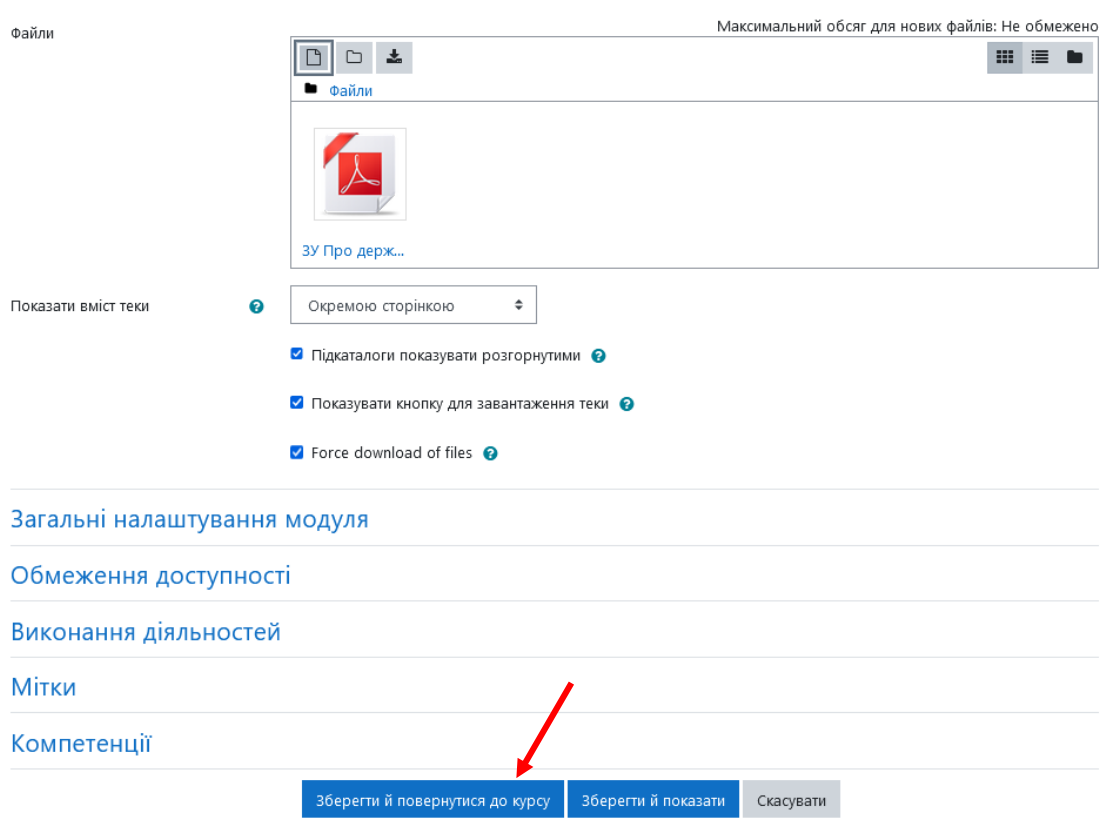 Максимальний обсяг для нових файлів: Не обмежено
Файли
Файли
ЗУ Про держ...
Показати вміст теки
Окремою сторінкою
Підкаталоги показувати розгорнутими
Показувати кнопку для завантаження теки
Force download of files
Загальні налаштування модуля
Обмеження доступності
Виконання діяльностей
Мітки
Компетенції
Зберегти й повернутися до курсу
Зберегти й показати
Скасувати